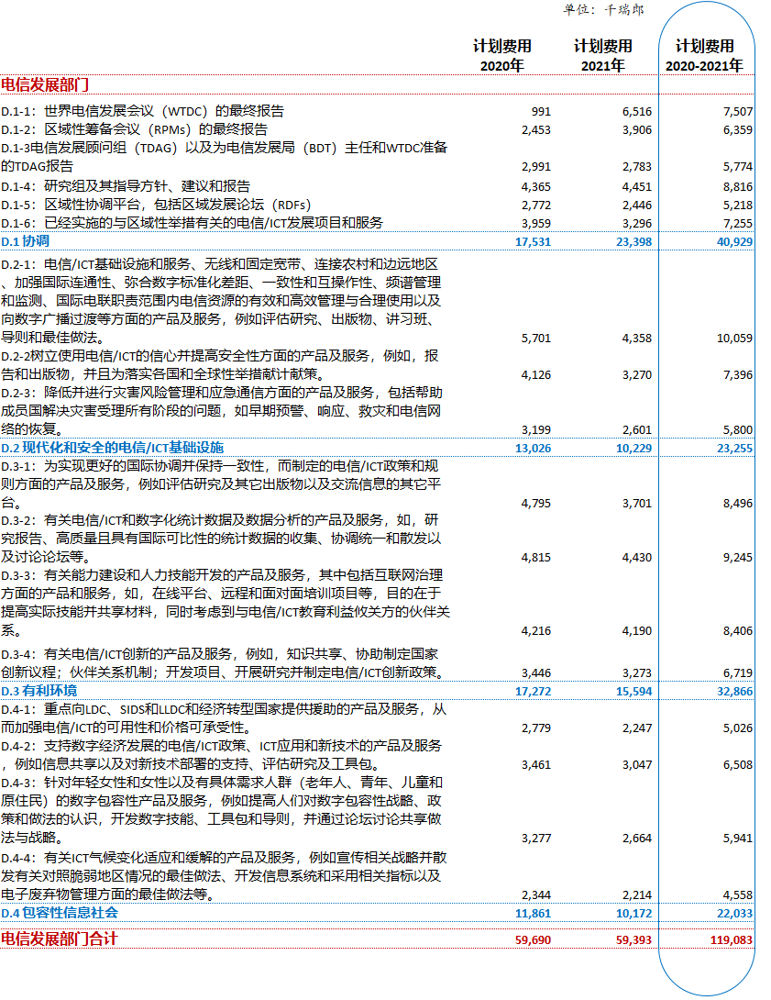 单位：千瑞郎
计划费用 计划费用 计划费用
2020年 2021年 2020-2021年
电信发展部门
D.1-1：世界电信发展会议（WTDC）的最终报告 991 6,516 7,507
D.1-2：区域性筹备会议（RPMs）的最终报告 2,453 3,906 6,359
D.1-3电信发展顾问组（TDAG）以及为电信发展局（BDT）主任和WTDC准备
的TDAG报告 2,991 2,783 5,774
D.1-4：研究组及其指导方针、建议和报告 4,365 4,451 8,816
D.1-5：区域性协调平台，包括区域发展论坛（RDFs） 2,772 2,446 5,218
D.1-6：已经实施的与区域性举措有关的电信/ICT发展项目和服务 3,959 3,296 7,255
D.1 协调 17,531 23,398 40,929
D.2-1：电信/ICT基础设施和服务、无线和固定宽带、连接农村和边远地区
、加强国际连通性、弥合数字标准化差距、一致性和互操作性、频谱管理
和监测、国际电联职责范围内电信资源的有效和高效管理与合理使用以及
向数字广播过渡等方面的产品及服务，例如评估研究、出版物、讲习班、
导则和最佳做法。 5,701 4,358 10,059
D.2-2树立使用电信/ICT的信心并提高安全性方面的产品及服务，例如，报
告和出版物，并且为落实各国和全球性举措献计献策。 4,126 3,270 7,396
D.2-3：降低并进行灾害风险管理和应急通信方面的产品及服务，包括帮助
成员国解决灾害受理所有阶段的问题，如早期预警、响应、救灾和电信网
络的恢复。 3,199 2,601 5,800
D.2 现代化和安全的电信/ICT基础设施 13,026 10,229 23,255
D.3-1：为实现更好的国际协调并保持一致性，而制定的电信/ICT政策和规
则方面的产品及服务，例如评估研究及其它出版物以及交流信息的其它平
台。 4,795 3,701 8,496
D.3-2：有关电信/ICT和数字化统计数据及数据分析的产品及服务，如，研
究报告、高质量且具有国际可比性的统计数据的收集、协调统一和散发以
及讨论论坛等。 4,815 4,430 9,245
D.3-3：有关能力建设和人力技能开发的产品及服务，其中包括互联网治理
方面的产品和服务，如，在线平台、远程和面对面培训项目等，目的在于
提高实际技能并共享材料，同时考虑到与电信/ICT教育利益攸关方的伙伴关
系。 4,216 4,190 8,406
D.3-4：有关电信/ICT创新的产品及服务，例如，知识共享、协助制定国家
创新议程；伙伴关系机制；开发项目、开展研究并制定电信/ICT创新政策。 3,446 3,273 6,719
D.3 有利环境 17,272 15,594 32,866
D.4-1：重点向LDC、SIDS和LLDC和经济转型国家提供援助的产品及服务，从
而加强电信/ICT的可用性和价格可承受性。 2,779 2,247 5,026
D.4-2：支持数字经济发展的电信/ICT政策、ICT应用和新技术的产品及服务
，例如信息共享以及对新技术部署的支持、评估研究及工具包。 3,461 3,047 6,508
D.4-3：针对年轻女性和女性以及有具体需求人群（老年人、青年、儿童和
原住民）的数字包容性产品及服务，例如提高人们对数字包容性战略、政
策和做法的认识，开发数字技能、工具包和导则，并通过论坛讨论共享做
法与战略。 3,277 2,664 5,941
D.4-4：有关ICT气候变化适应和缓解的产品及服务，例如宣传相关战略并散
发有关对照脆弱地区情况的最佳做法、开发信息系统和采用相关指标以及
电子废弃物管理方面的最佳做法等。 2,344 2,214 4,558
D.4 包容性信息社会 11,861 10,172 22,033
电信发展部门合计 59,690 59,393 119,083